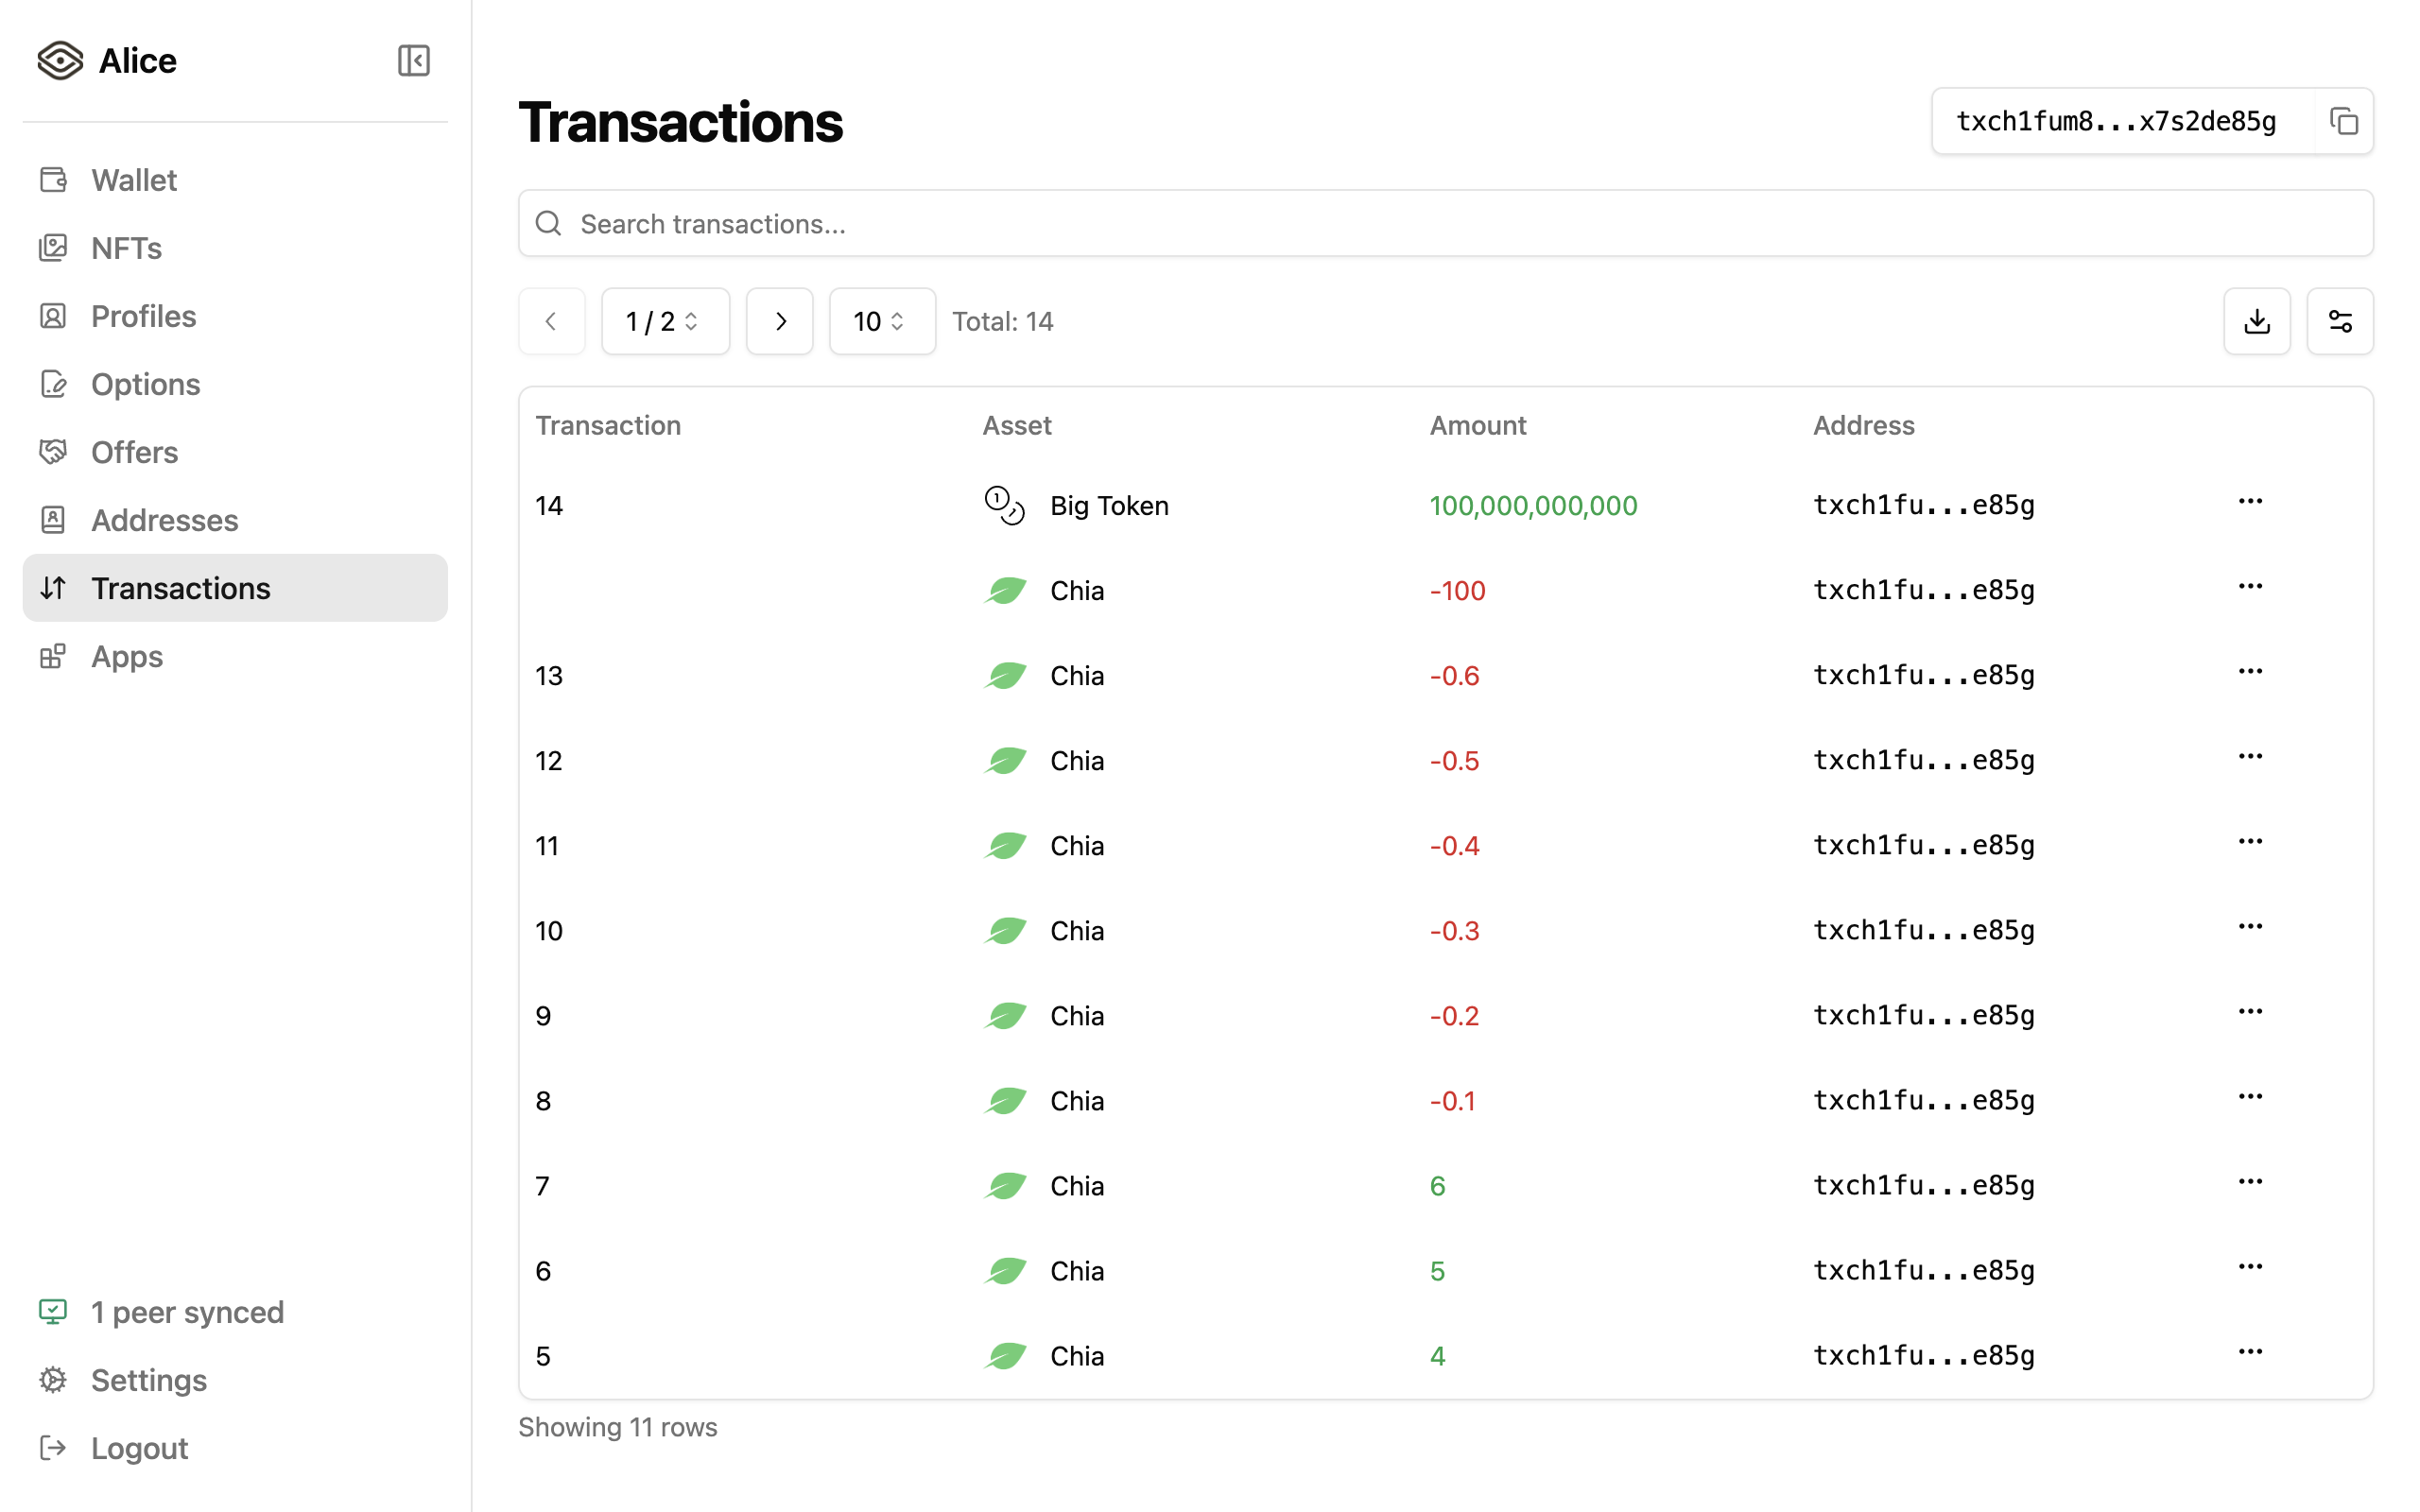 Alice
Wallet
NFTs
Profiles
Options
Offers
Addresses
Transactions
Apps
1 peer synced
Settings
Logout
Transactions
txch1fum8...x7s2de85g
Search transactions...
1 / 2
10
Total: 14
Transaction Asset Amount Address
14 Big Token 100,000,000,000 txch1fu...e85g ...
Chia -100 txch1fu...e85g ...
13 Chia -0.6 txch1fu...e85g ...
12 Chia -0.5 txch1fu...e85g ...
11 Chia -0.4 txch1fu...e85g ...
10 Chia -0.3 txch1fu...e85g ...
9 Chia -0.2 txch1fu...e85g ...
8 Chia -0.1 txch1fu...e85g ...
7 Chia 6 txch1fu...e85g ...
6 Chia 5 txch1fu...e85g ...
5 Chia 4 txch1fu...e85g ...
Showing 11 rows